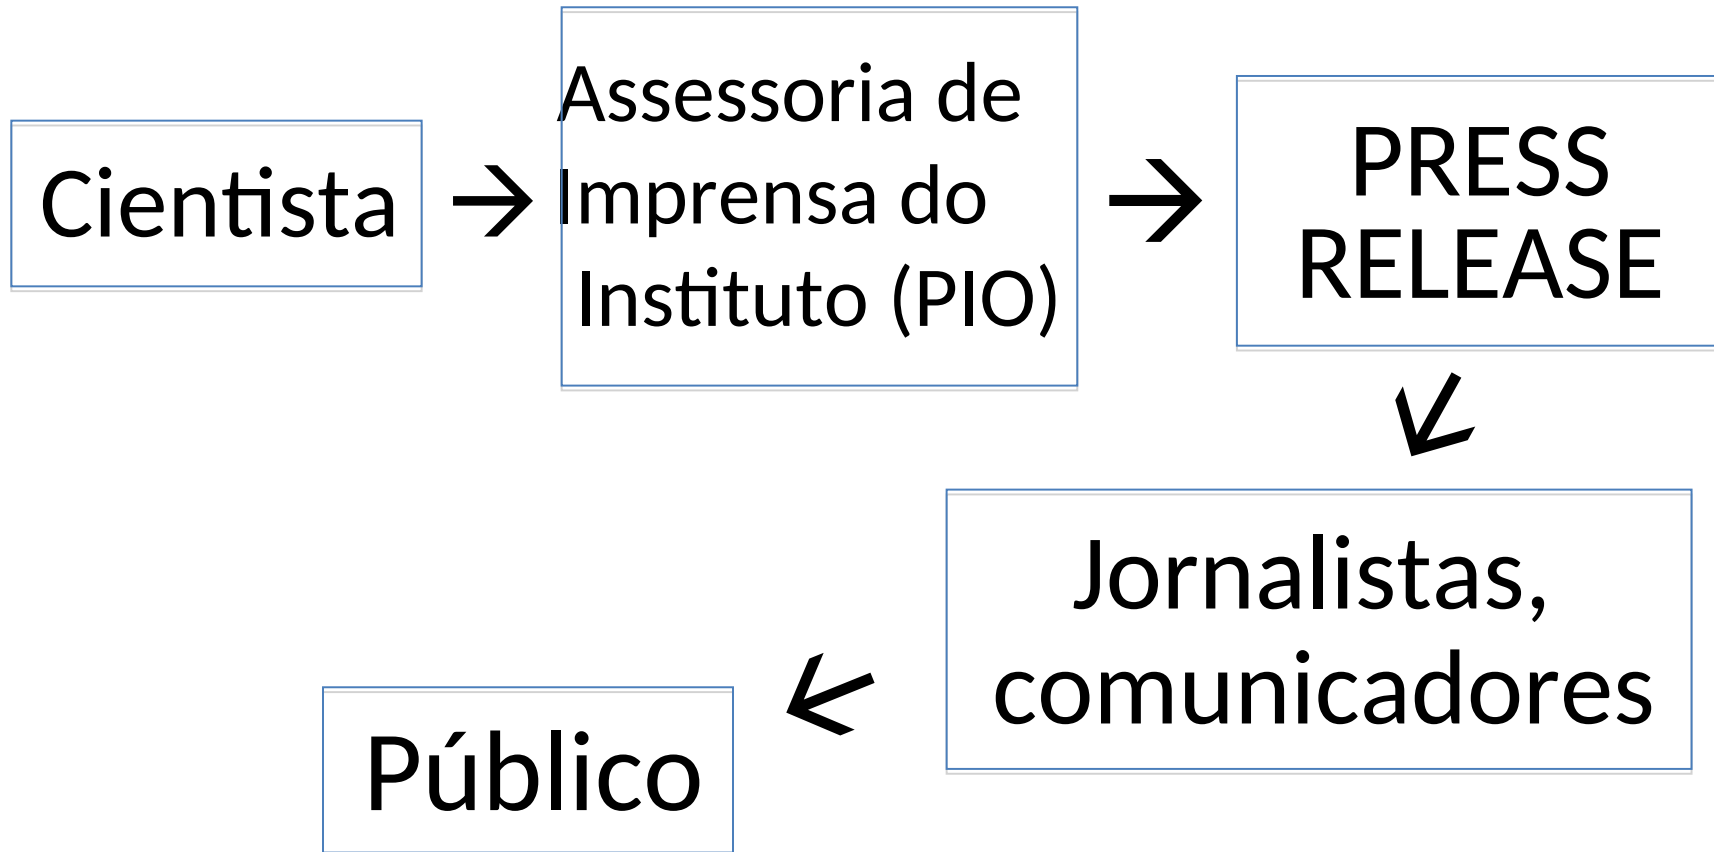 Cientista
→
Assessoria de
Imprensa do
Instituto (PIO)
→
PRESS
RELEASE
Jornalistas,
comunicadores
Público